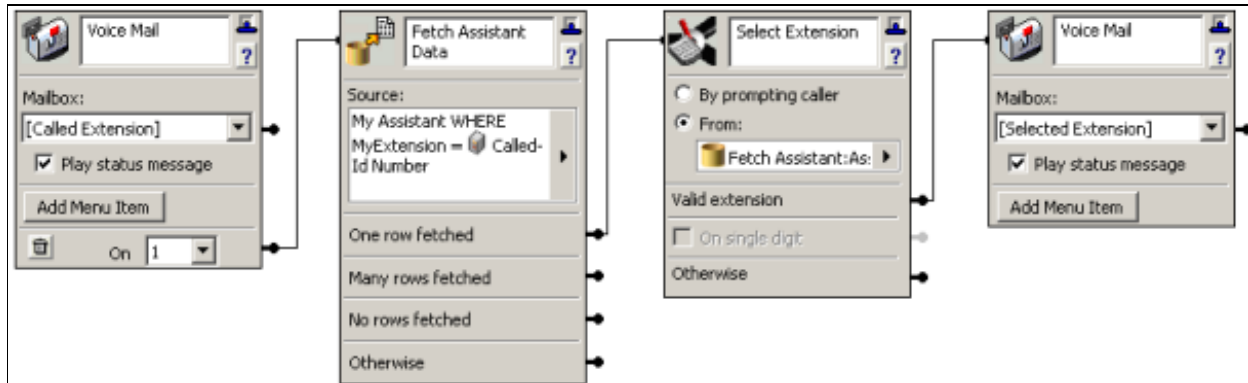 Voice Mail
?
Mailbox:
[Called Extension]
Play status message
Add Menu Item
On 1
Fetch Assistant
Data
?
Source:
My Assistant WHERE
MyExtension = Called-
Id Number
One row fetched
Many rows fetched
No rows fetched
Otherwise
Select Extension
?
By prompting caller
From:
Fetch Assistant:As:
Valid extension
On single digit
Otherwise
Voice Mail
?
Mailbox:
[Selected Extension]
Play status message
Add Menu Item